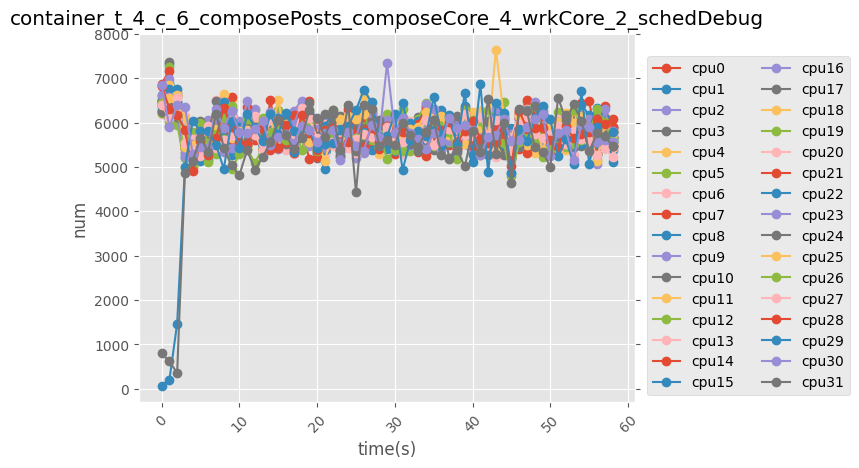 container_t_4_c_6_composePosts_composeCore_4_wrkCore_2_schedDebug
8000
7000
6000
5000
4000
3000
2000
1000
0
num
0
10
20
30
40
50
60
time(s)
cpu0
cpu1
cpu2
cpu3
cpu4
cpu5
cpu6
cpu7
cpu8
cpu9
cpu10
cpu11
cpu12
cpu13
cpu14
cpu15
cpu16
cpu17
cpu18
cpu19
cpu20
cpu21
cpu22
cpu23
cpu24
cpu25
cpu26
cpu27
cpu28
cpu29
cpu30
cpu31